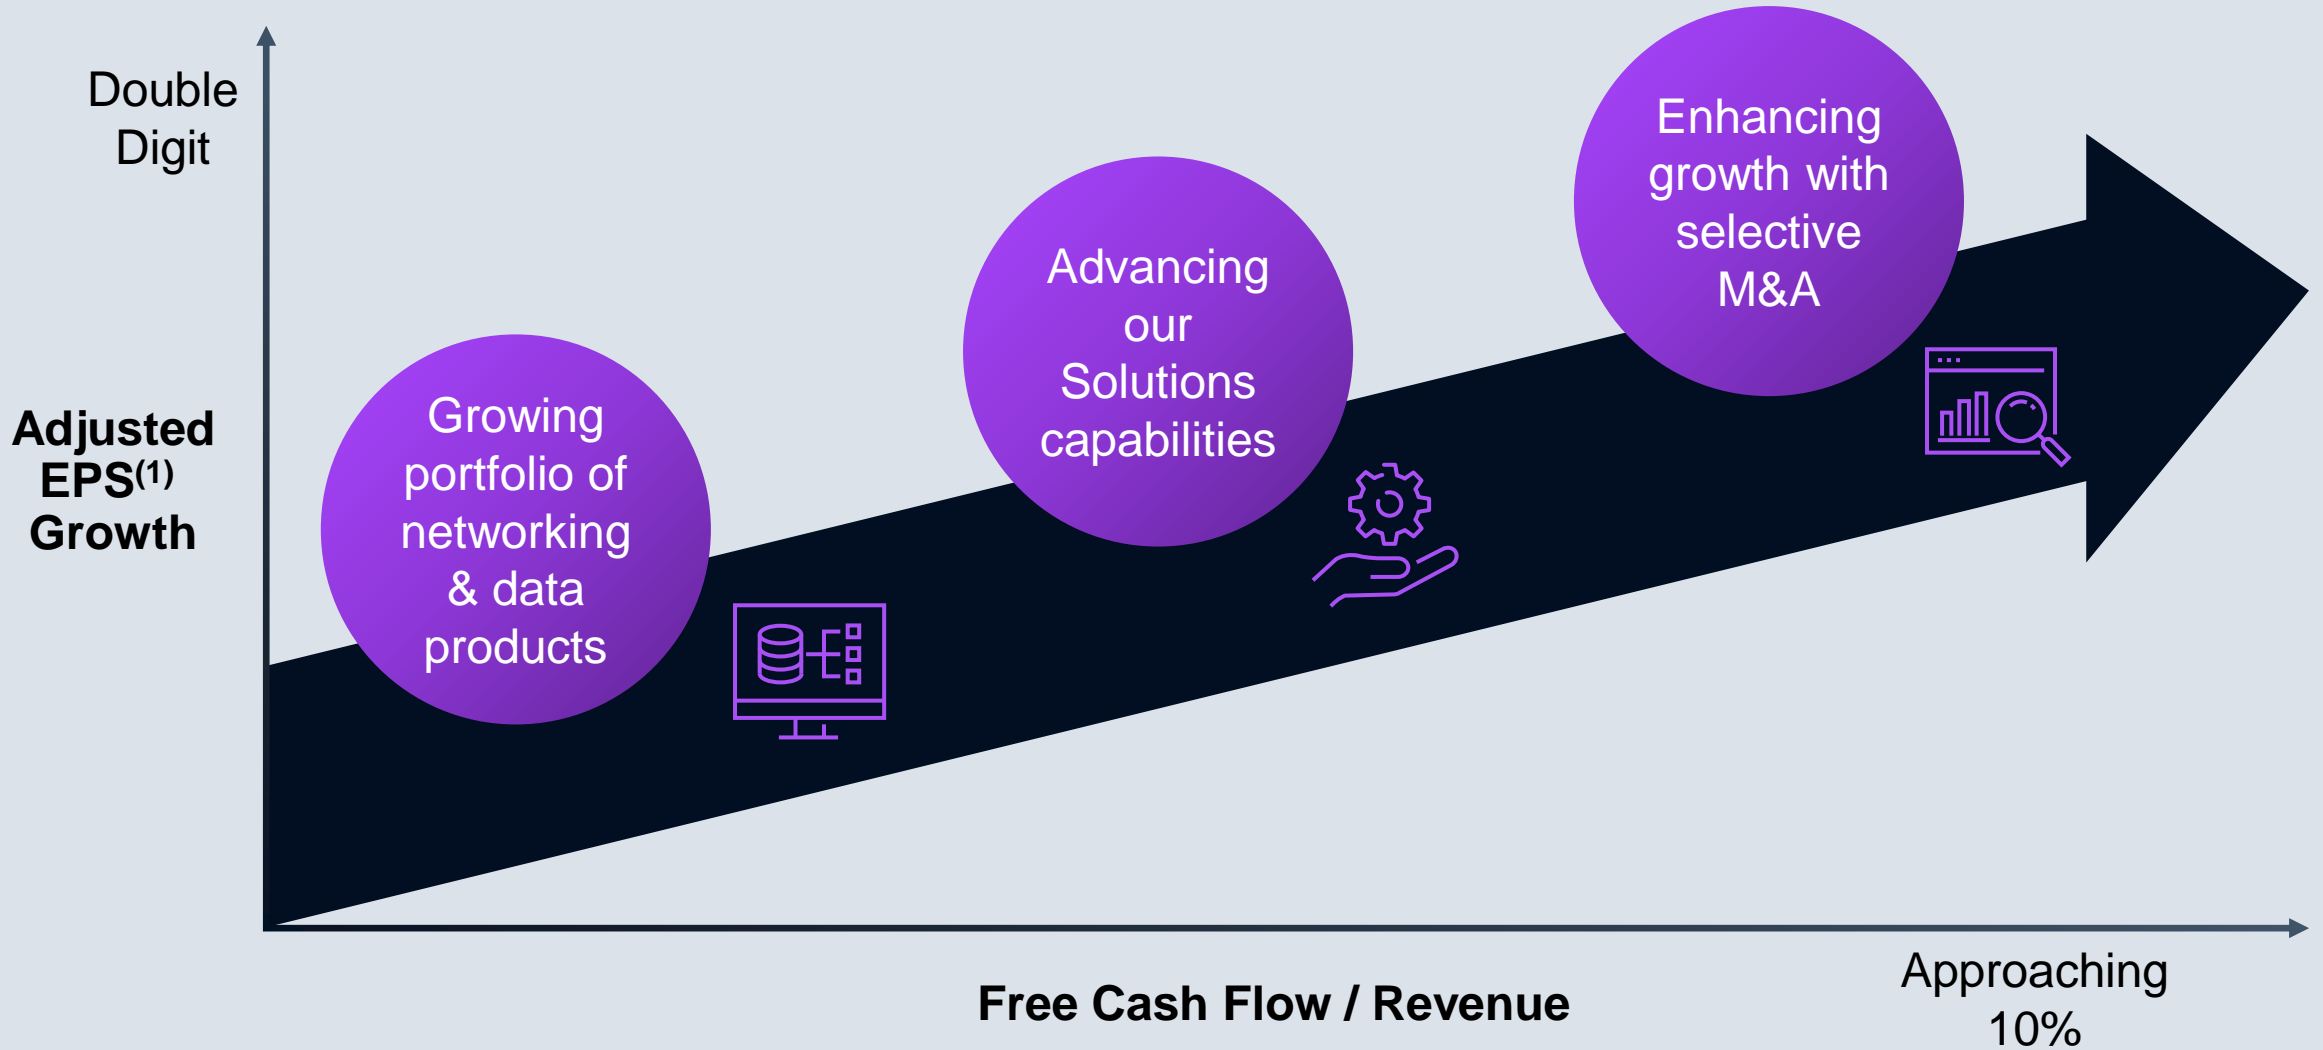 Double
Digit
Adjusted
EPS(1)
Growth
Growing
portfolio of
networking
& data
products
Advancing
our
Solutions
capabilities
Enhancing
growth with
selective
M&A
Free Cash Flow / Revenue
Approaching
10%